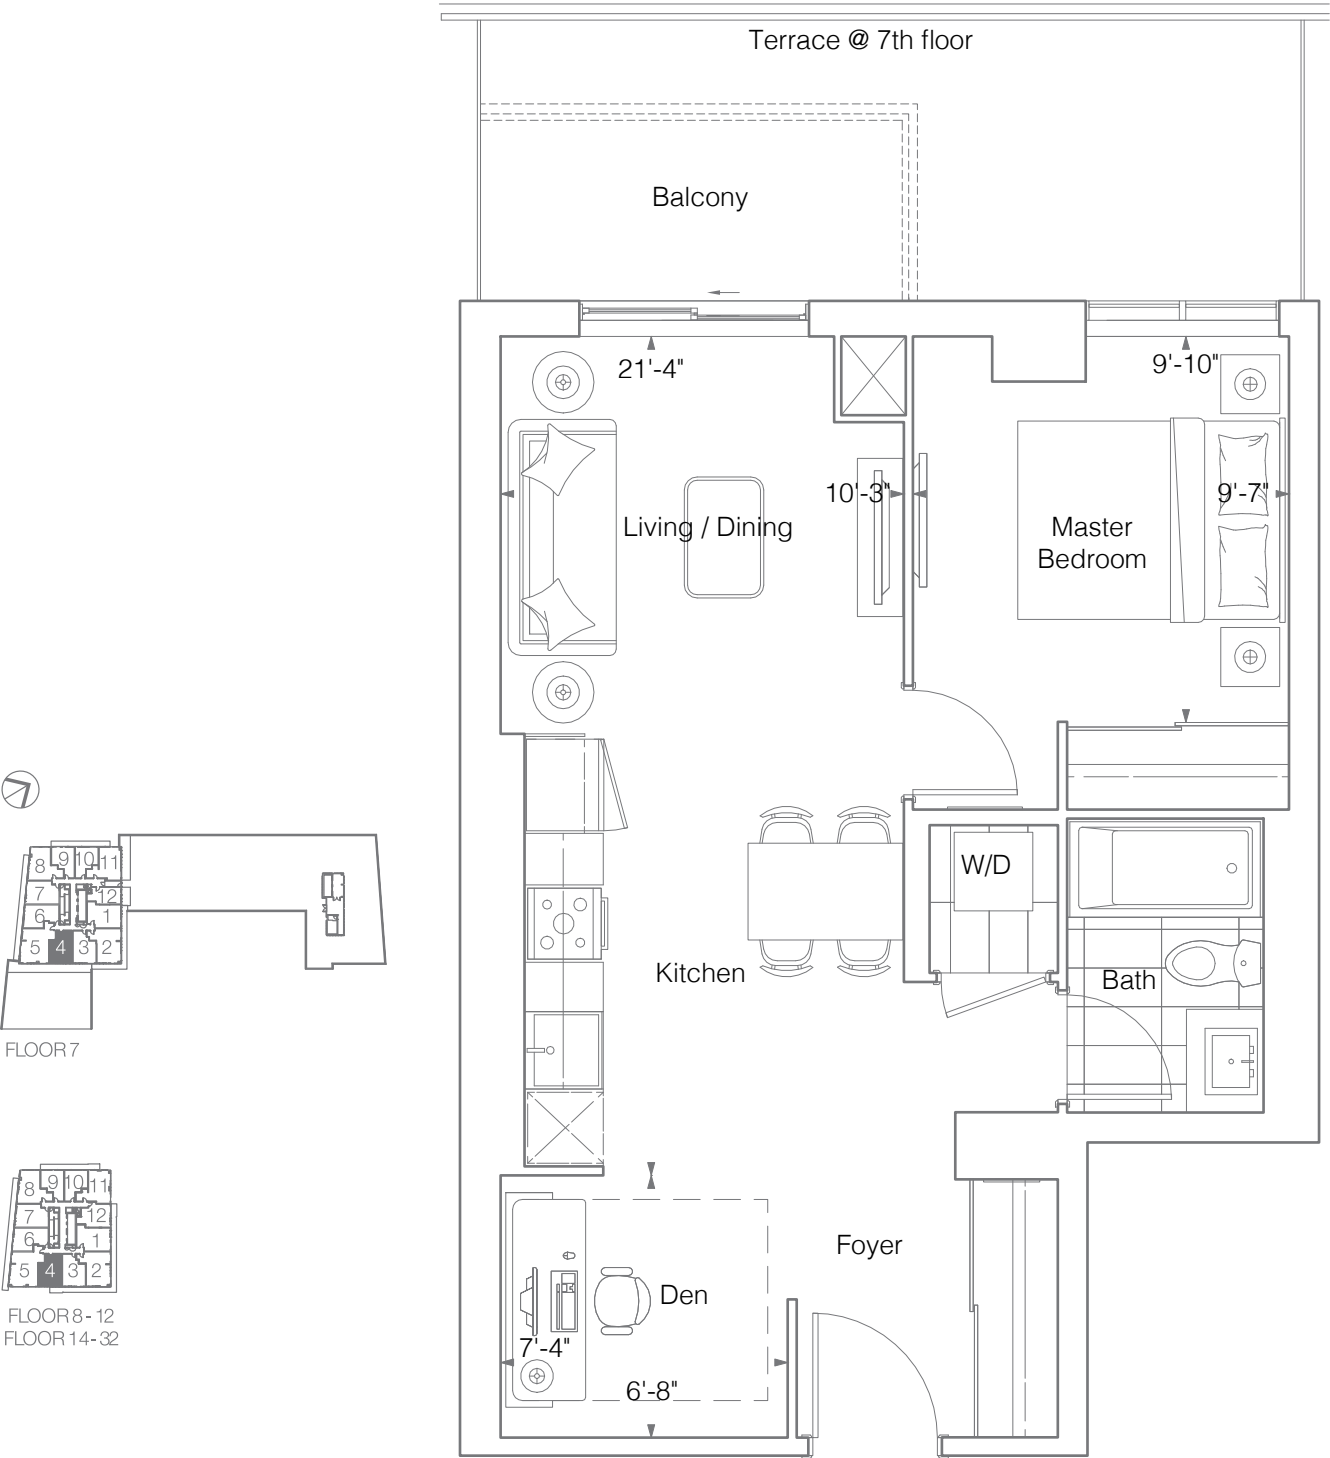 Terrace @ 7th floor
Balcony
21'-4"
9'-10"
10'-3"
9'-7"
Living / Dining
Master
Bedroom
W/D
Kitchen
Bath
Foyer
Den
7'-4"
6'-8"
8 9 10 11
7 12
6 1
5 4 3 2
FLOOR 7
8 9 10 11
7 12
6 1
5 4 3 2
FLOOR 8 - 12
FLOOR 14 - 32